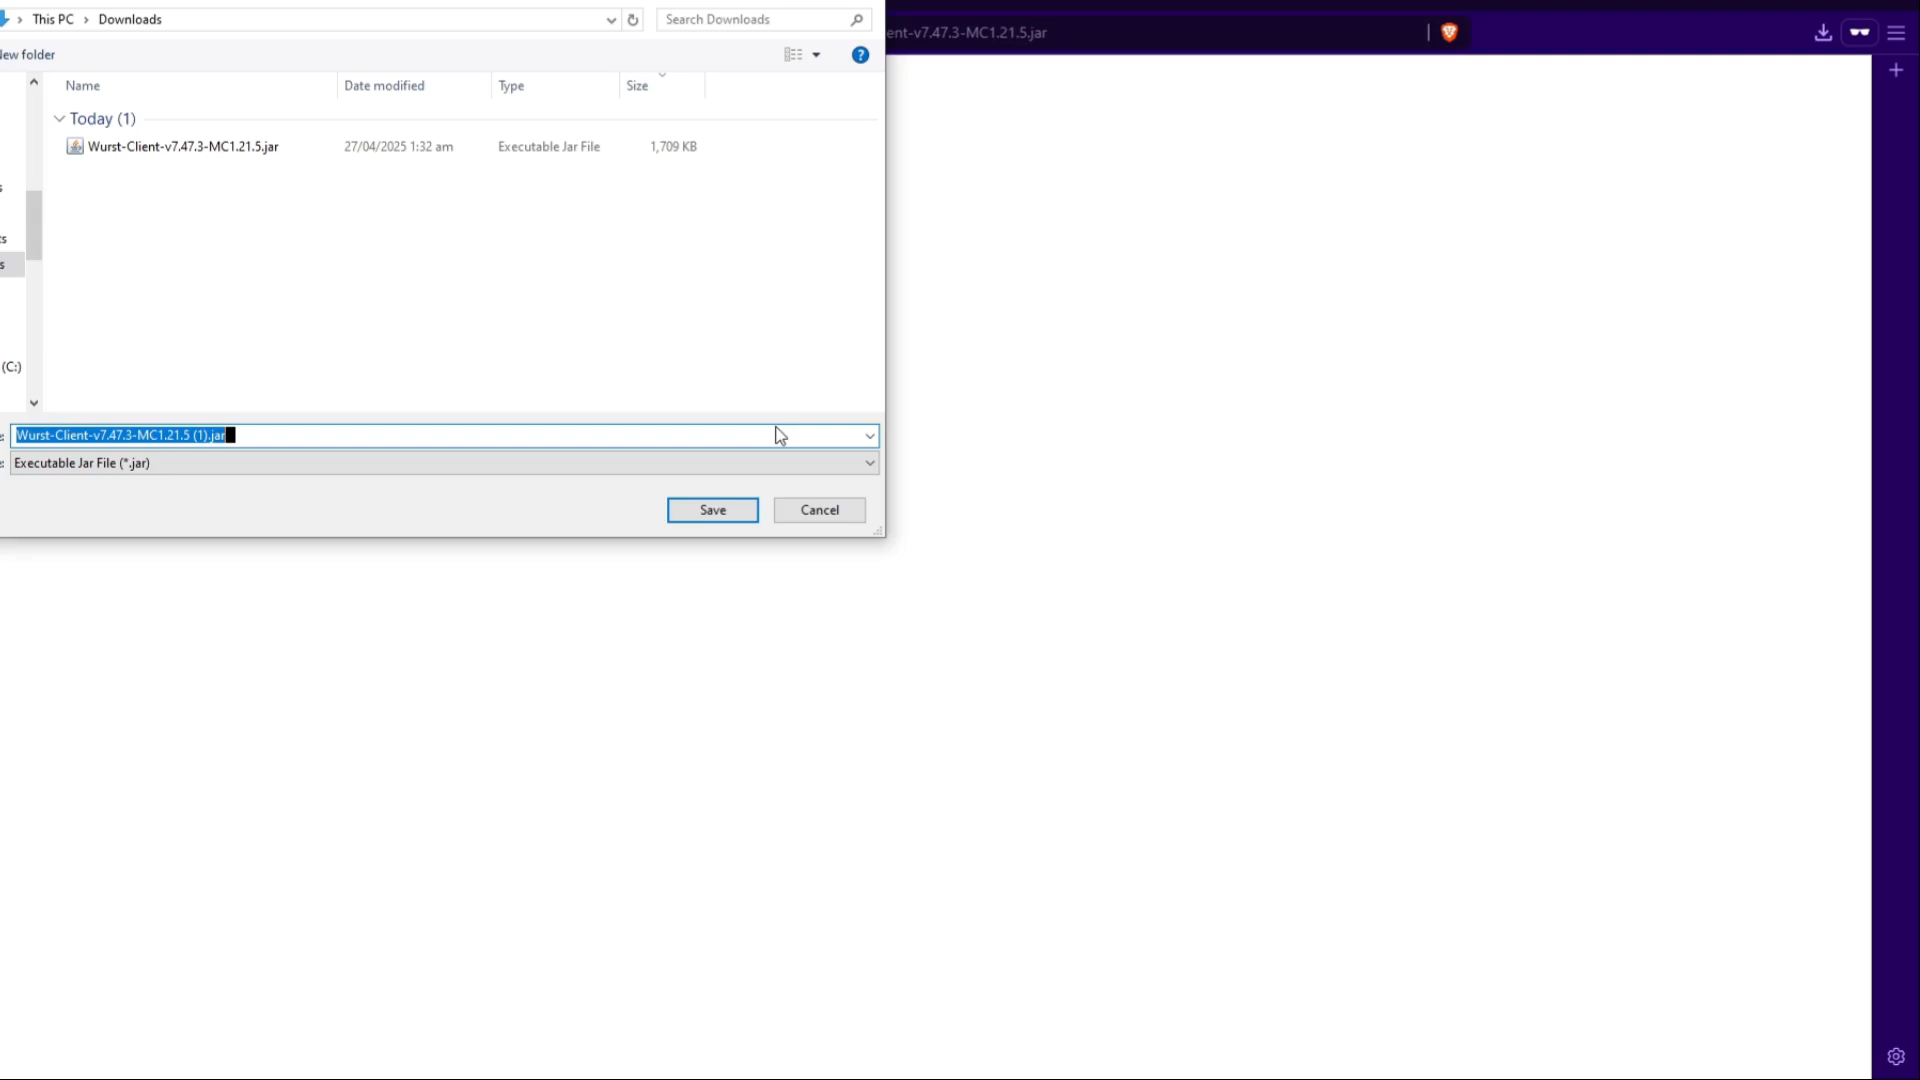 This PC > Downloads
Search Downloads
ent-v7.47.3-MC1.21.5.jar
New folder
Name
Date modified
Type
Size
Today (1)
Wurst-Client-v7.47.3-MC1.21.5.jar
27/04/2025 1:32 am
Executable Jar File
1,709 KB
s
ts
s
(C:)
e:
Wurst-Client-v7.47.3-MC1.21.5 (1).jar
e:
Executable Jar File (*.jar)
Save
Cancel